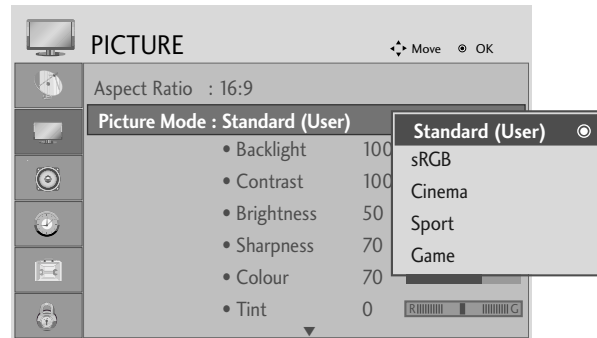 PICTURE Move OK
Aspect Ratio : 16:9
Picture Mode : Standard (User)
• Backlight 100
• Contrast 100
• Brightness 50
• Sharpness 70
• Colour 70
• Tint 0 R G
Standard (User)
sRGB
Cinema
Sport
Game